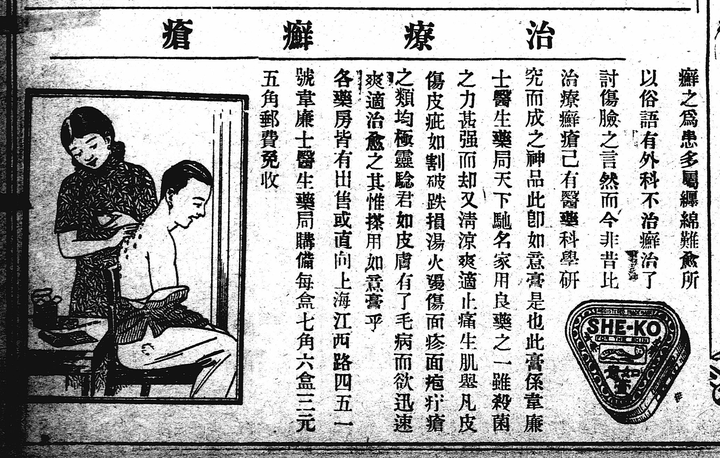 治療癬瘡
癬之為患多屬纏綿難愈所
以俗語有外科不治癬治了
討傷臉之言然而今非昔比
治療癬瘡己有醫藥科學研
究而成之神品此卽如意膏是也此膏係韋廉
士醫生藥局天下馳名家用良藥之一雖殺菌
之力甚强而却又淸涼爽適止痛生肌舉凡皮
傷皮疵如割破跌損湯火燙傷面疹面疱疔瘡
之類均極靈驗君如皮膚有了毛病而欲迅速
爽適治愈之其惟搽用如意膏乎
各藥房皆有出售或直向上海江西路四五一
號韋廉士醫生藥局購備每盒七角六盒三元
五角郵費免收
SHE-KO
如意膏